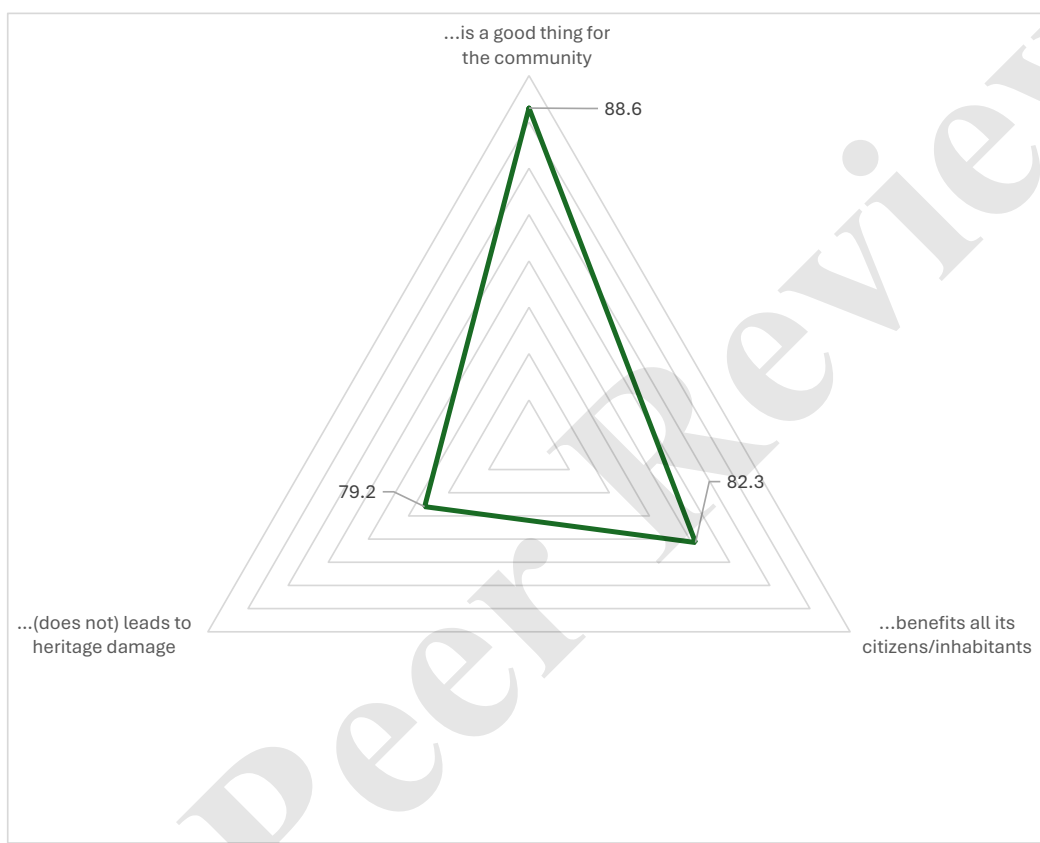 ...is a good thing for
the community
88.6
82.3
79.2
...(does not) leads to
heritage damage
...benefits all its
citizens/inhabitants
Peer Review